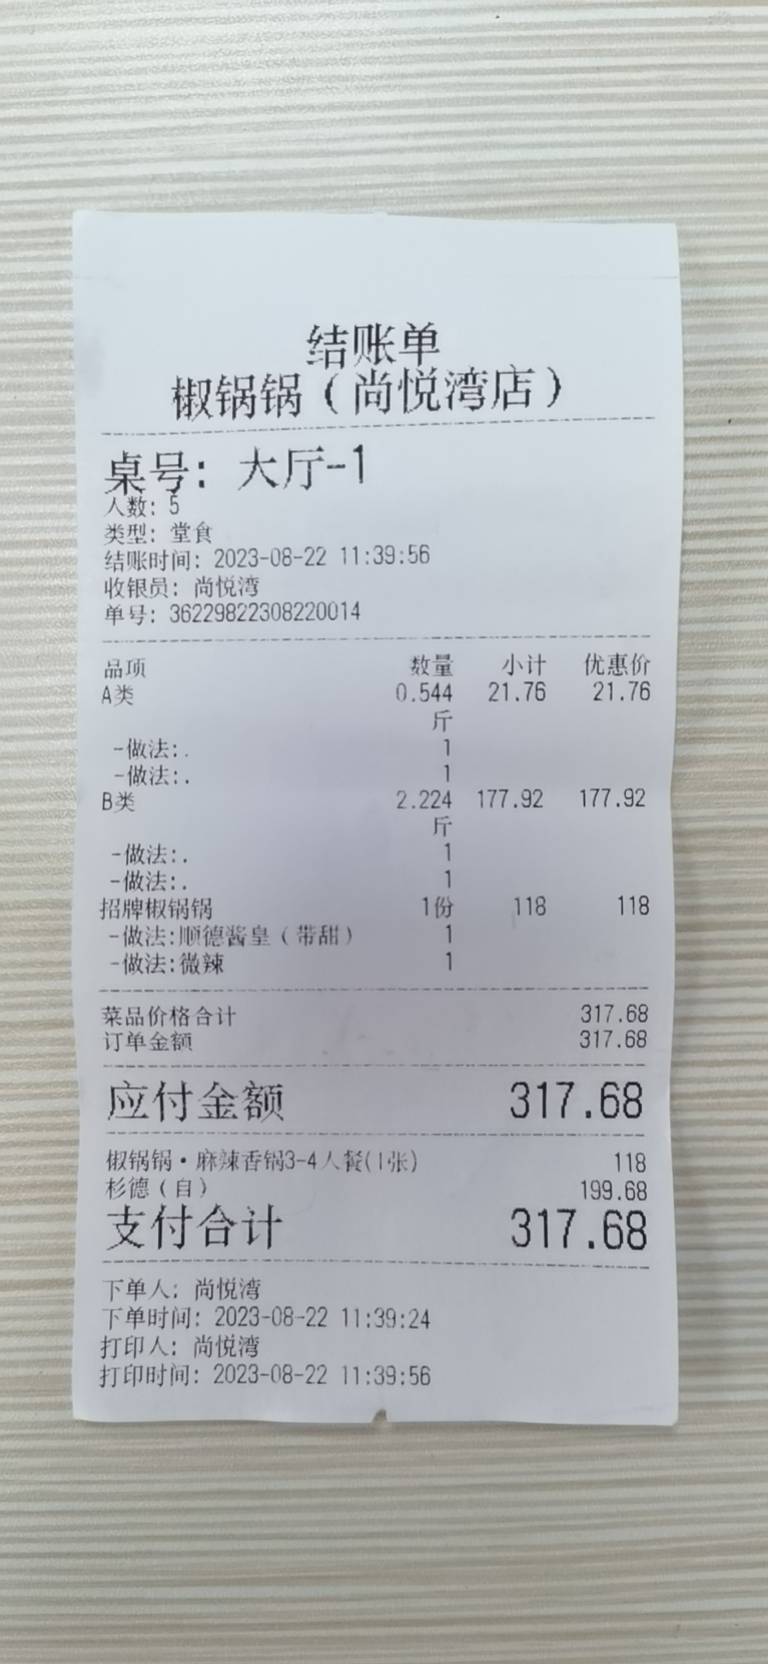 结账单
椒锅锅（尚悦湾店）
桌号: 大厅-1
人数: 5
类型: 堂食
结账时间: 2023-08-22 11:39:56
收银员: 尚悦湾
单号: 36229822308220014
品项 数量 小计 优惠价
A类 0.544 21.76 21.76
斤
-做法:. 1
-做法:. 1
B类 2.224 177.92 177.92
斤
-做法:. 1
-做法:. 1
招牌椒锅锅 1份 118 118
-做法:顺德酱皇（带甜） 1
-做法:微辣 1
菜品价格合计 317.68
订单金额 317.68
应付金额 317.68
椒锅锅·麻辣香锅3-4人餐(1张) 118
杉德（自） 199.68
支付合计 317.68
下单人: 尚悦湾
下单时间: 2023-08-22 11:39:24
打印人: 尚悦湾
打印时间: 2023-08-22 11:39:56